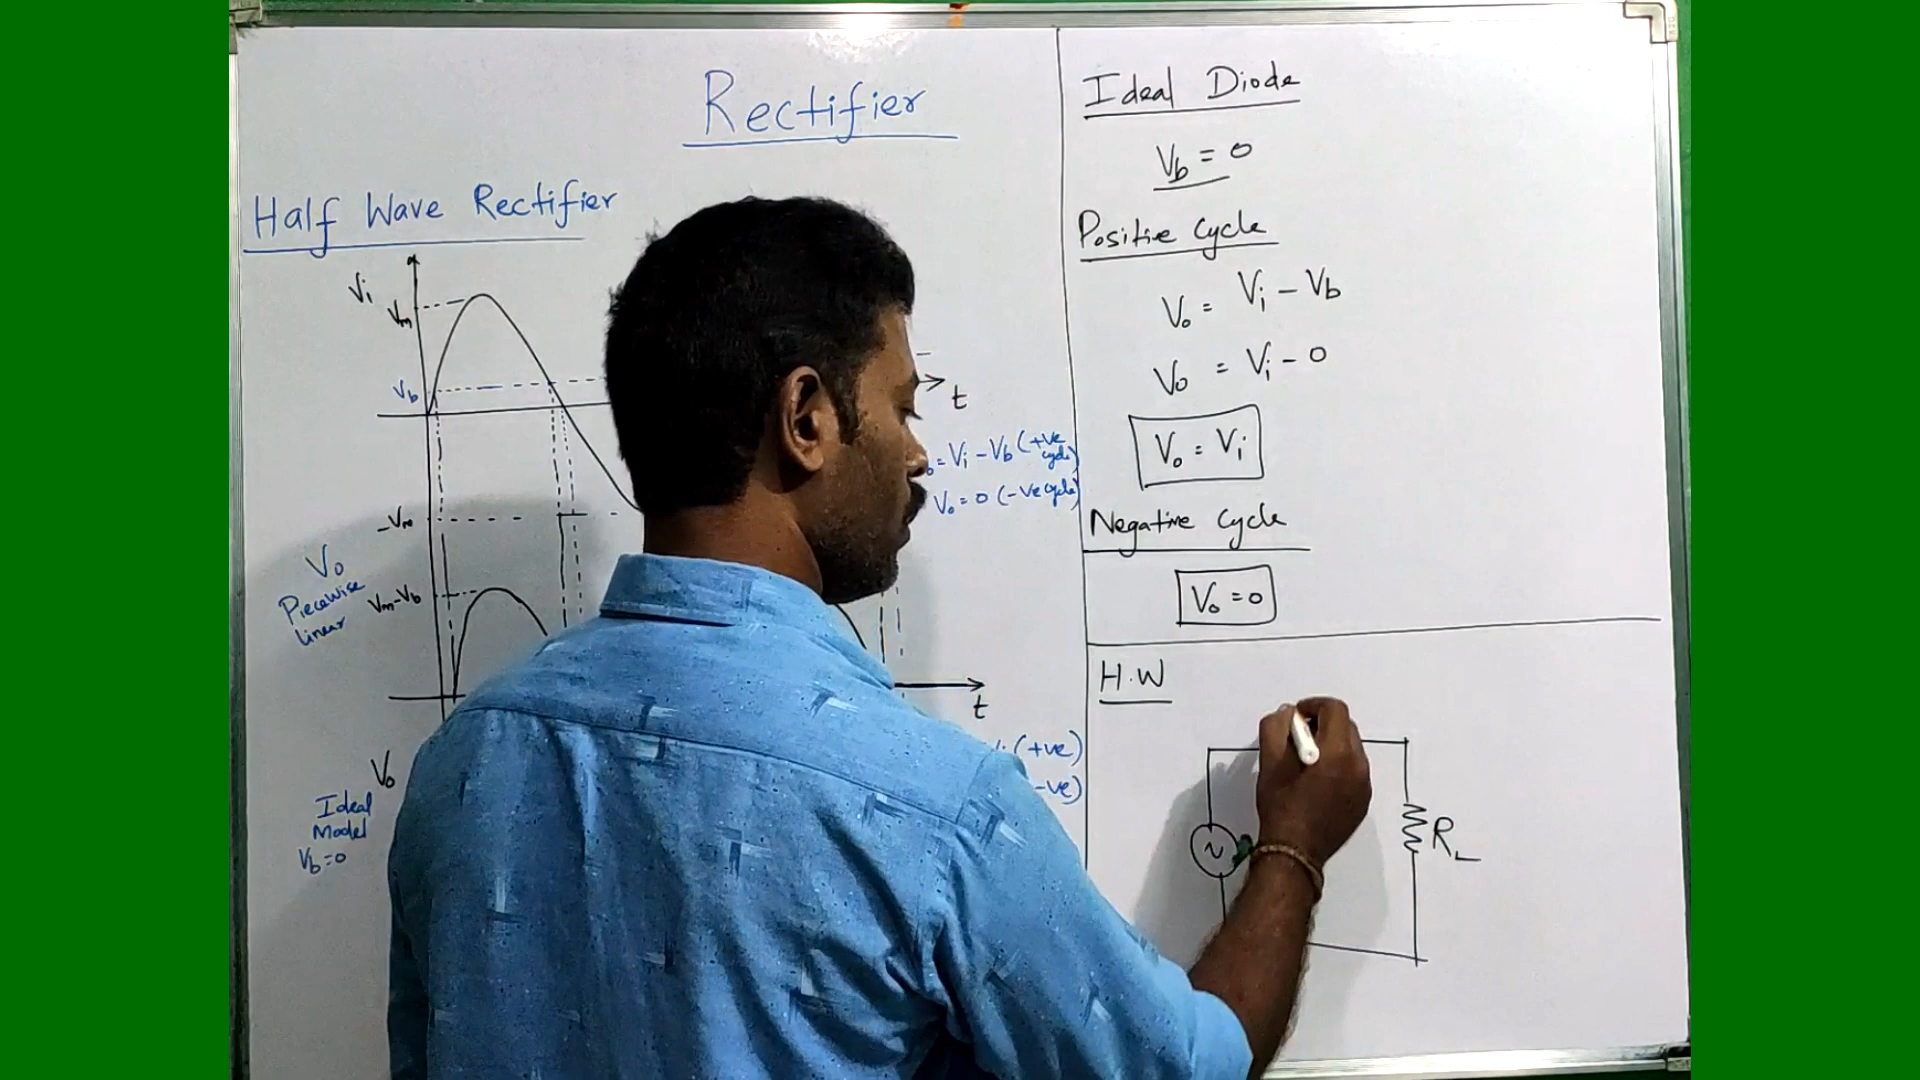 Rectifier
Half Wave Rectifier
Vi
Vm
Vb
t
-Vm
= Vi - Vb (+ve cycle)
Vo = 0 (-ve cycle)
Vo
Piecewise
linear
Vm-Vb
t
Vo
Ideal
Model
Vb=0
(+ve)
-ve)
Ideal Diode
Vb = 0
Positive Cycle
Vo = Vi - Vb
Vo = Vi - 0
Vo = Vi
Negative Cycle
Vo = 0
H.W
~
RL